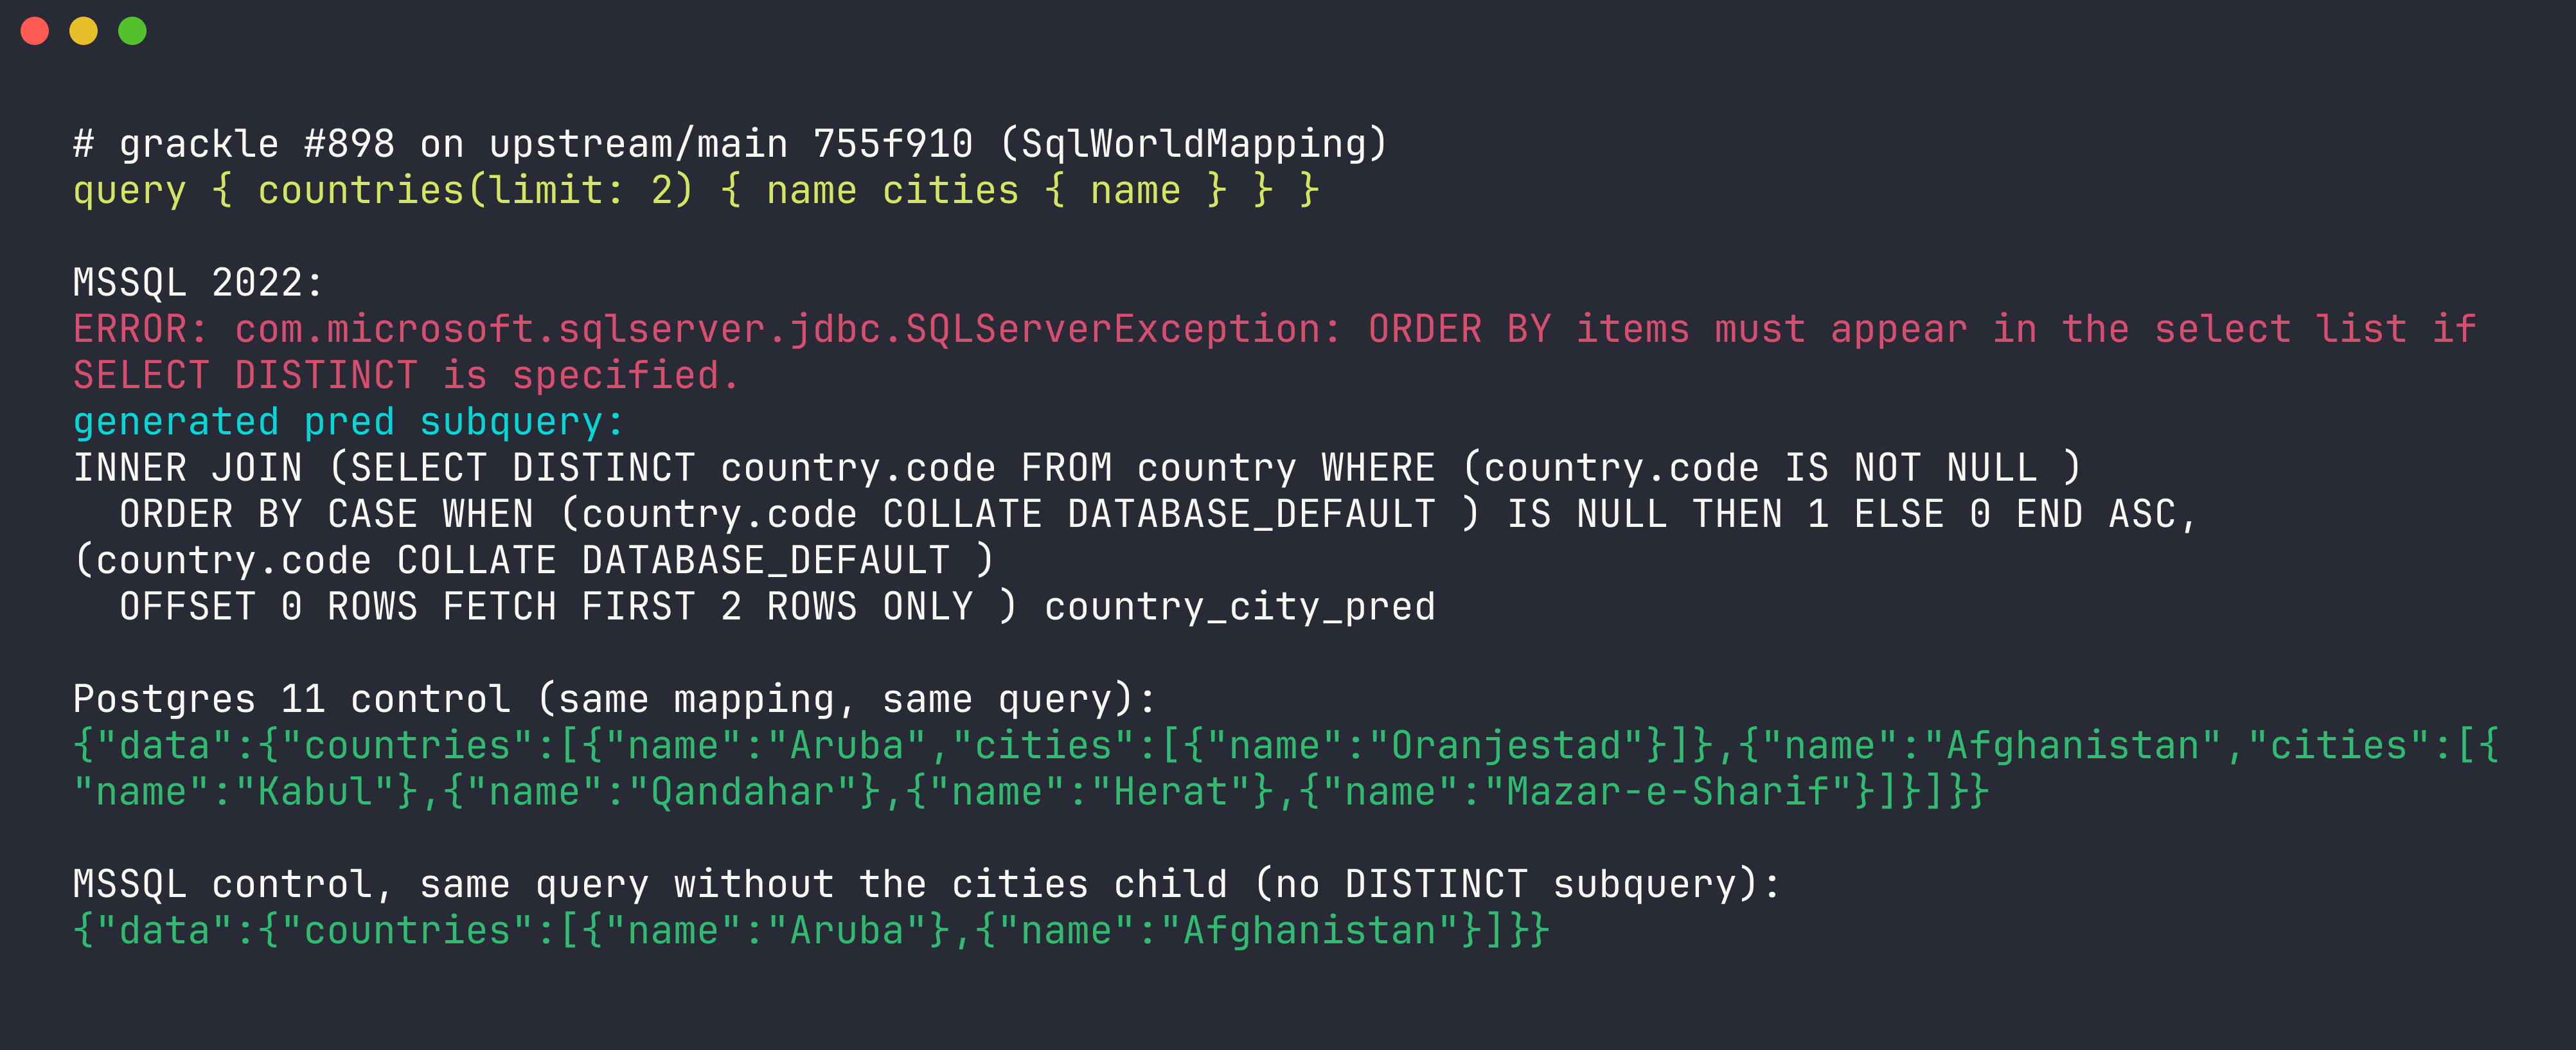 # grackle #898 on upstream/main 755f910 (SqlWorldMapping)
query { countries(limit: 2) { name cities { name } } }
MSSQL 2022:
ERROR: com.microsoft.sqlserver.jdbc.SQLServerException: ORDER BY items must appear in the select list if
SELECT DISTINCT is specified.
generated pred subquery:
INNER JOIN (SELECT DISTINCT country.code FROM country WHERE (country.code IS NOT NULL )
  ORDER BY CASE WHEN (country.code COLLATE DATABASE_DEFAULT ) IS NULL THEN 1 ELSE 0 END ASC,
(country.code COLLATE DATABASE_DEFAULT )
  OFFSET 0 ROWS FETCH FIRST 2 ROWS ONLY ) country_city_pred
Postgres 11 control (same mapping, same query):
{"data":{"countries":[{"name":"Aruba","cities":[{"name":"Oranjestad"}]},{"name":"Afghanistan","cities":[{
"name":"Kabul"},{"name":"Qandahar"},{"name":"Herat"},{"name":"Mazar-e-Sharif"}]}]}}
MSSQL control, same query without the cities child (no DISTINCT subquery):
{"data":{"countries":[{"name":"Aruba"},{"name":"Afghanistan"}]}}